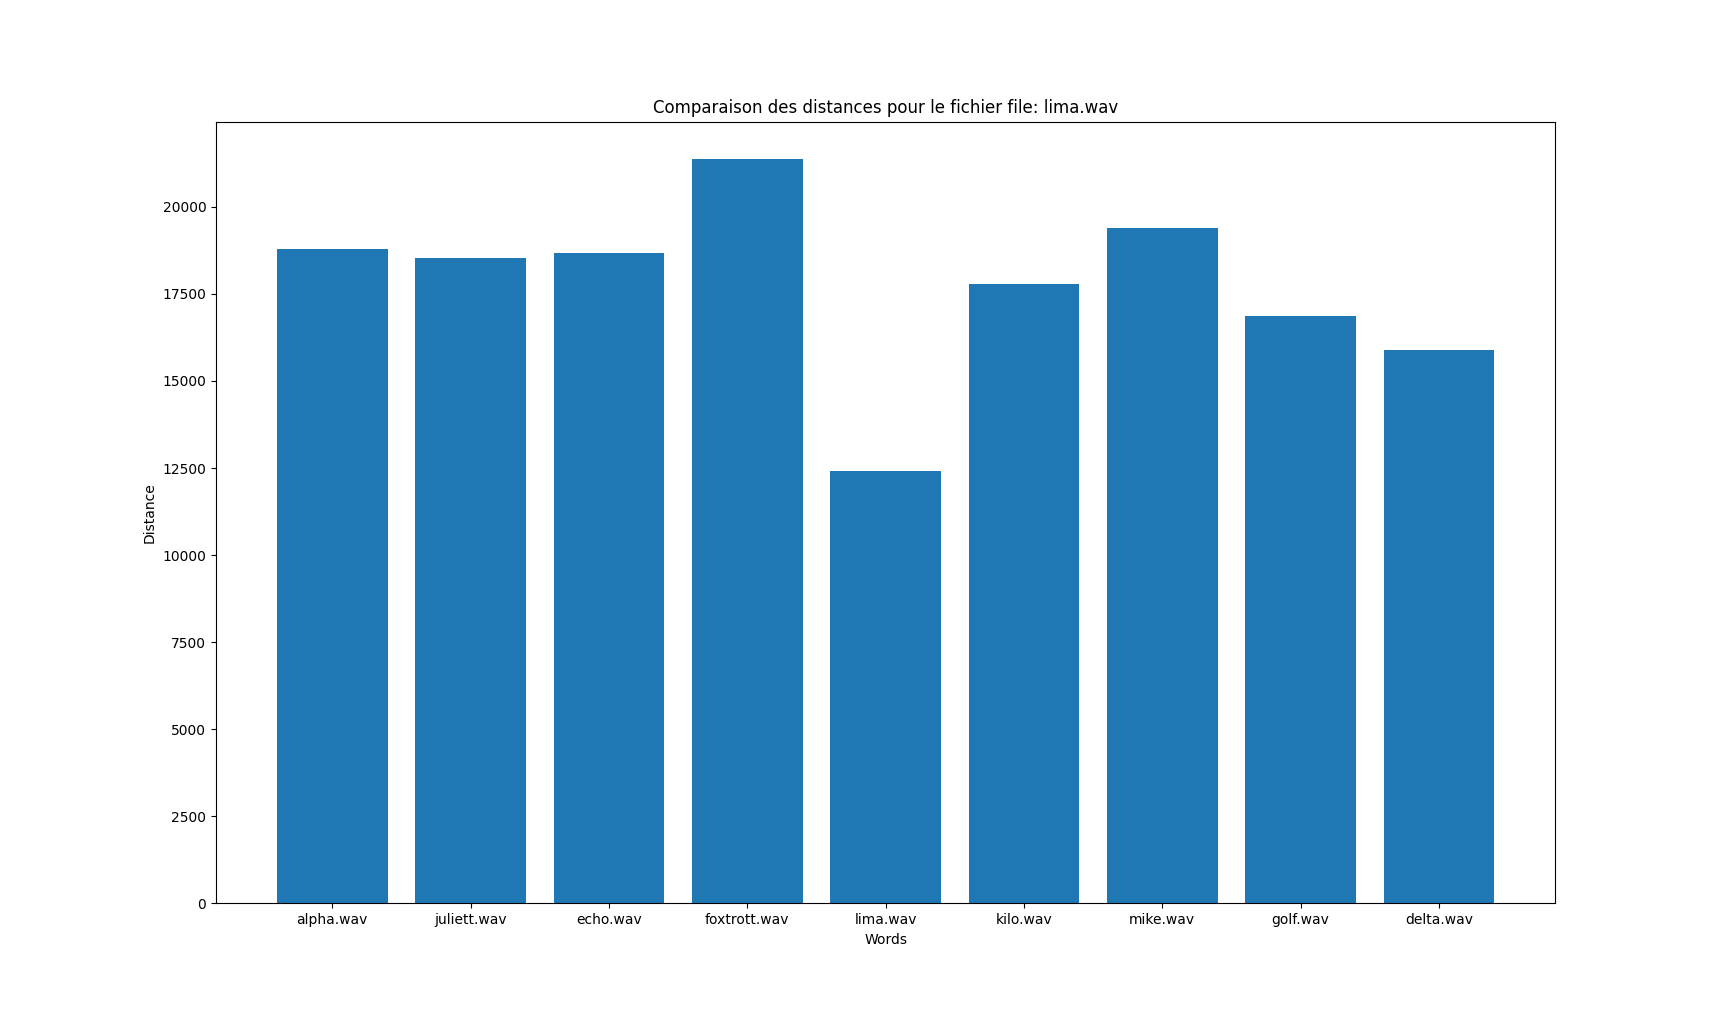 Comparaison des distances pour le fichier file: lima.wav
20000
17500
15000
12500
10000
7500
5000
2500
0
Distance
alpha.wav juliett.wav echo.wav foxtrott.wav lima.wav kilo.wav mike.wav golf.wav delta.wav
Words